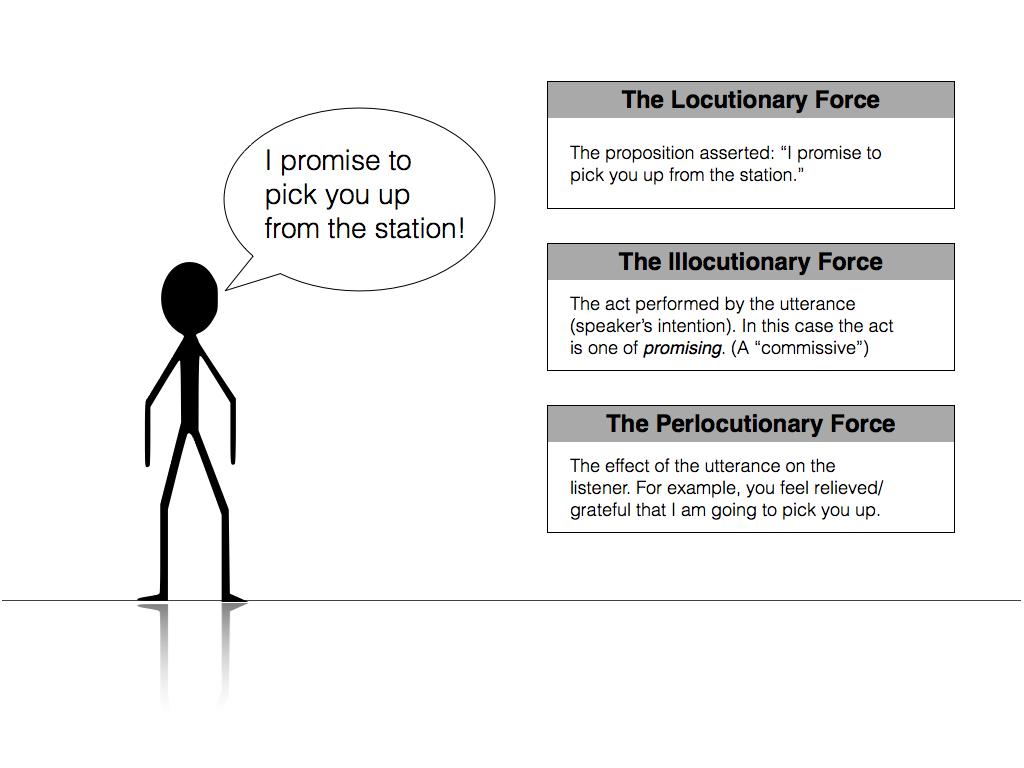 I promise to
pick you up
from the station!
The Locutionary Force
The proposition asserted: “I promise to
pick you up from the station.”
The Illocutionary Force
The act performed by the utterance
(speaker’s intention). In this case the act
is one of promising. (A “commissive”)
The Perlocutionary Force
The effect of the utterance on the
listener. For example, you feel relieved/
grateful that I am going to pick you up.